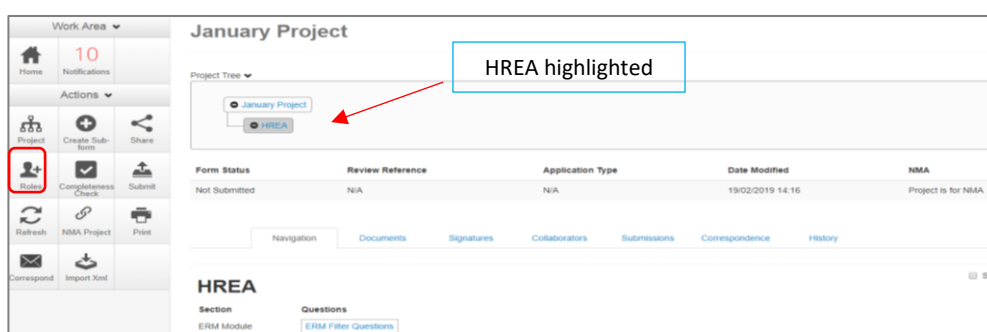 Work Area
January Project
Home
10
Notifications
HREA highlighted
Project Tree
Actions
January Project
HREA
Project
Create Sub-form
Share
Roles
Completeness Check
Submit
Form Status Review Reference Application Type Date Modified NMA
Not Submitted N/A N/A 19/02/2019 14:16 Project is for NMA
Refresh
NMA Project
Print
Navigation Documents Signatures Collaborators Submissions Correspondence History
Correspond
Import Xml
HREA
Section Questions
ERM Module ERM Filter Questions